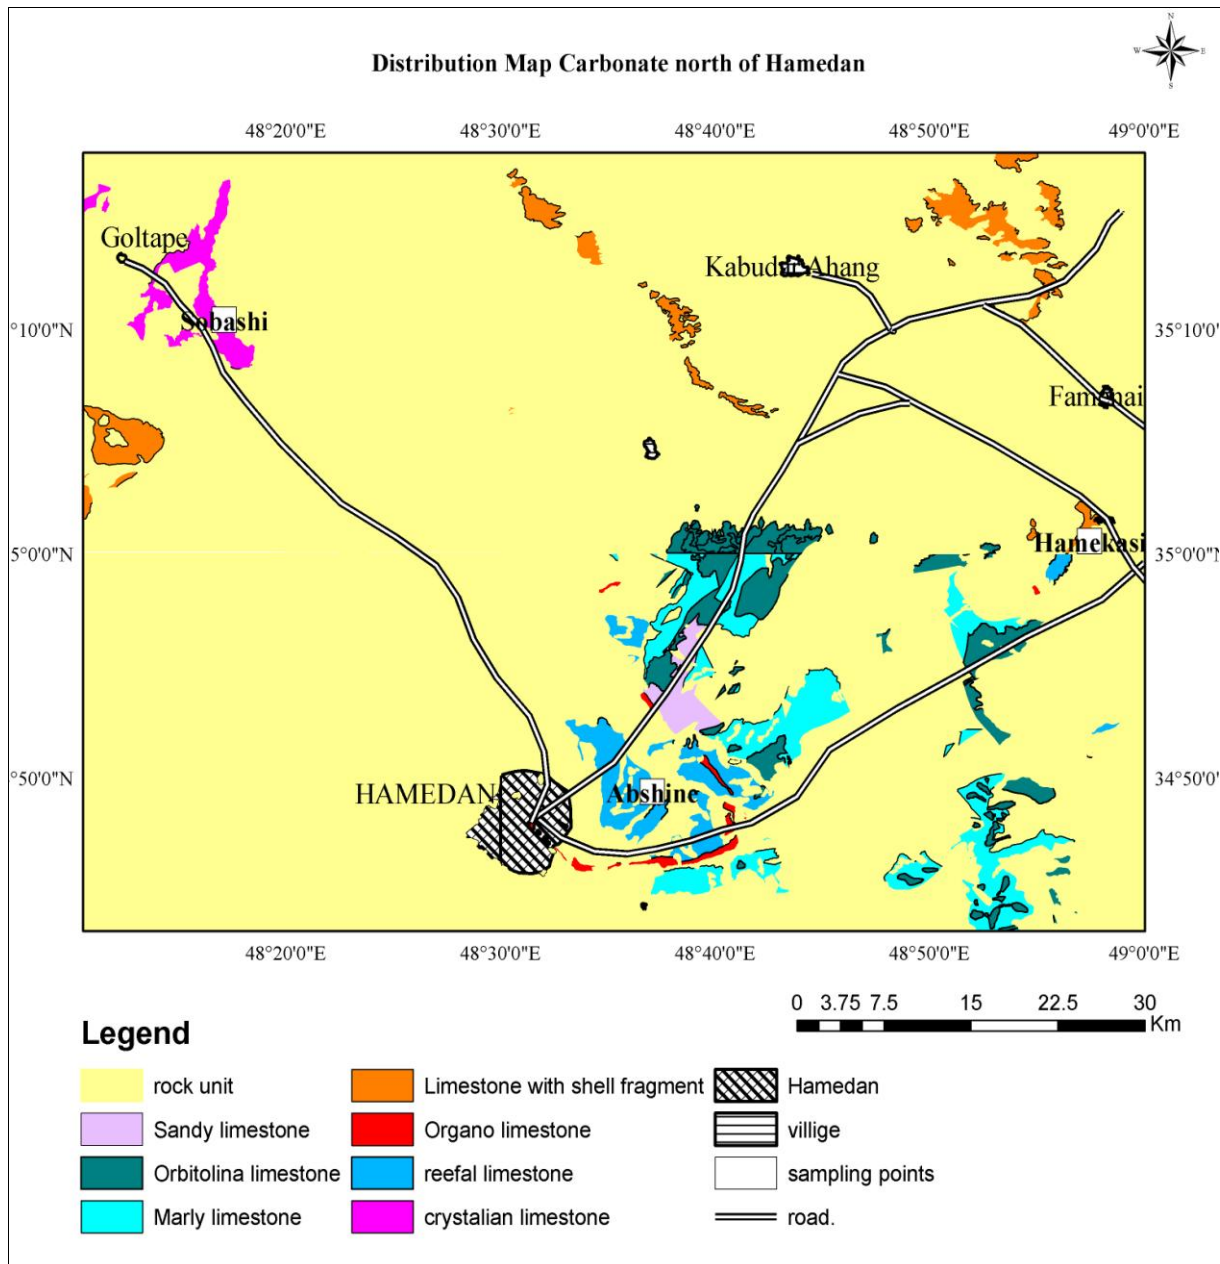 N
W E
S
Distribution Map Carbonate north of Hamedan
48°20'0"E 48°30'0"E 48°40'0"E 48°50'0"E 49°0'0"E
Goltape
Kabudar Ahang
Sobashi
°10'0"N 35°10'0"
Famenai
Hamekasi
5°0'0"N 35°0'0"N
°50'0"N 34°50'0"N
HAMEDAN
Abshine
48°20'0"E 48°30'0"E 48°40'0"E 48°50'0"E 49°0'0"E
0 3.75 7.5 15 22.5 30
Km
Legend
rock unit Limestone with shell fragment Hamedan
Sandy limestone Organo limestone villige
Orbitolina limestone reefal limestone sampling points
Marly limestone crystalian limestone road.